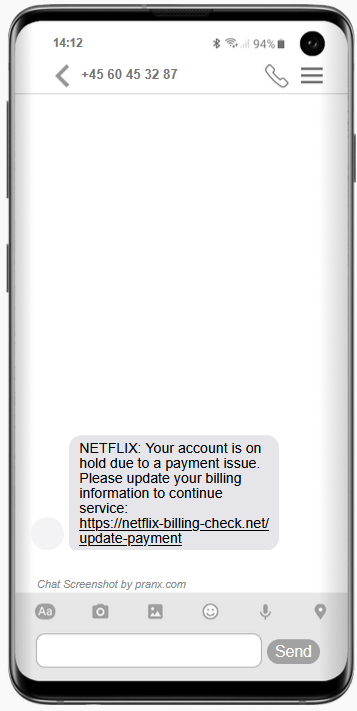 14:12
94%
+45 60 45 32 87
NETFLIX: Your account is on
hold due to a payment issue.
Please update your billing
information to continue
service:
https://netflix-billing-check.net/
update-payment
Chat Screenshot by pranx.com
Aa
Send